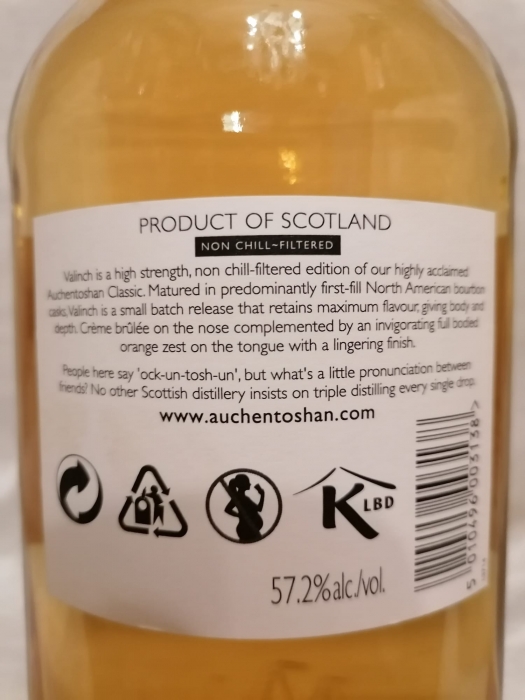 PRODUCT OF SCOTLAND
NON CHILL~FILTERED
Valinch is a high strength, non chill-filtered edition of our highly acclaimed
Auchentoshan Classic. Matured in predominantly first-fill North American bourbon
casks, Valinch is a small batch release that retains maximum flavour, giving body and
depth. Crème brûlée on the nose complemented by an invigorating full bodied
orange zest on the tongue with a lingering finish.
People here say 'ock-un-tosh-un', but what's a little pronunciation between
friends? No other Scottish distillery insists on triple distilling every single drop.
www.auchentoshan.com
K LBD
57.2%alc./vol.
5 010496 003138 >